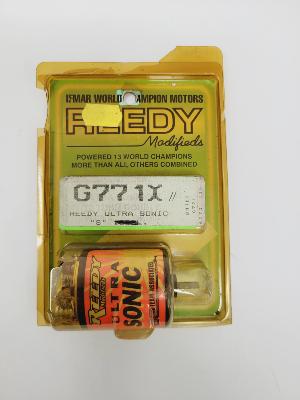 IFMAR WORLD CHAMPION MOTORS
REEDY
Modifieds
POWERED 13 WORLD CHAMPIONS
MORE THAN ALL OTHERS COMBINED
G771X //
REEDY ULTRA SONIC
REEDY
ULTRA
SONIC